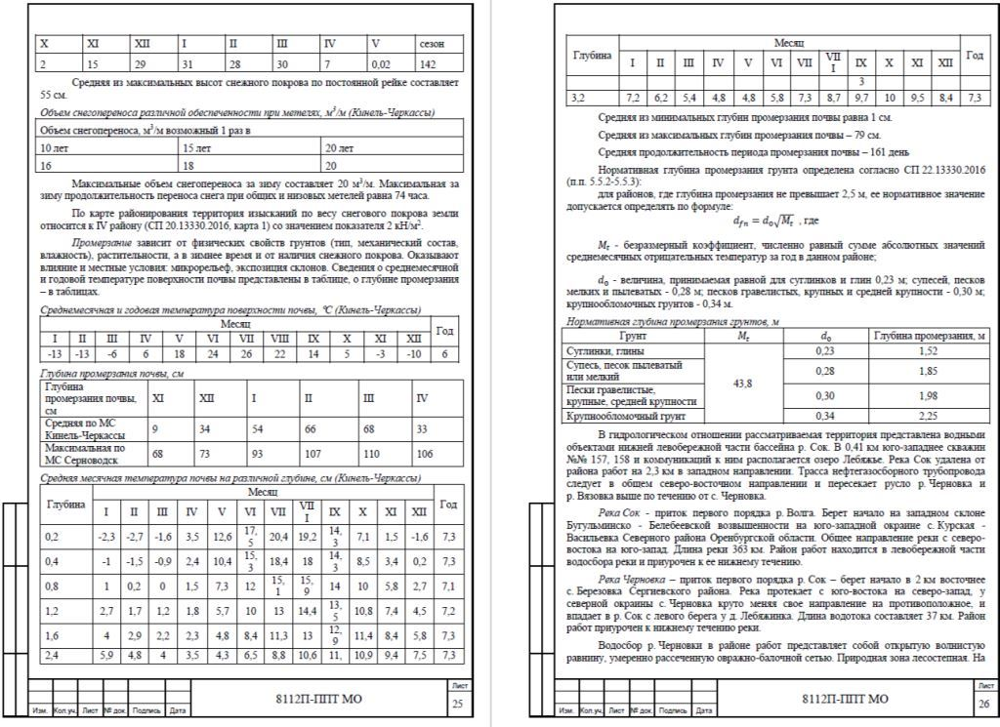 X XI XII I II III IV V сезон
2 15 29 31 28 30 7 0,02 142
Средняя из максимальных высот снежного покрова по постоянной рейке составляет
55 см.
Объем снегопереноса различной обеспеченности при метелях, м³/м (Кинель-Черкассы)
Объем снегопереноса, м³/м возможный 1 раз в
10 лет 15 лет 20 лет
16 18 20
Максимальные объем снегопереноса за зиму составляет 20 м³/м. Максимальная за
зиму продолжительность переноса снега при общих и низовых метелей равна 74 часа.
По карте районирования территория изысканий по весу снегового покрова земли
относится к IV району (СП 20.13330.2016, карта 1) со значением показателя 2 кН/м².
Промерзание зависит от физических свойств грунтов (тип, механический состав,
влажность), растительности, а в зимнее время и от наличия снежного покрова. Оказывают
влияние и местные условия: микрорельеф, экспозиция склонов. Сведения о среднемесячной
и годовой температуре поверхности почвы представлены в таблице, о глубине промерзания
– в таблицах.
Среднемесячная и годовая температура поверхности почвы, °С (Кинель-Черкассы)
Месяц Год
I II III IV V VI VII VIII IX X XI XII
-13 -13 -6 6 18 24 26 22 14 5 -3 -10 6
Глубина промерзания почвы, см
Глубина
промерзания почвы,
см
XI XII I II III IV
Средняя по МС
Кинель-Черкассы
9 34 54 66 68 33
Максимальная по
МС Серноводск
68 73 93 107 110 106
Средняя месячная температура почвы на различной глубине, см (Кинель-Черкассы)
Глубина Месяц Год
I II III IV V VI VII VII
I
IX X XI XII
0,2 -2,3 -2,7 -1,6 3,5 12,6 17,
5
20,4 19,2 14,
3
7,1 1,5 -1,6 7,3
0,4 -1 -1,5 -0,9 2,4 10,4 15,
3
18,4 18 14,
3
8,5 3,4 0,2 7,3
0,8 1 0,2 0 1,5 7,3 12 15,
1
15,
9
14 10 5,8 2,7 7,1
1,2 2,7 1,7 1,2 1,8 5,7 10 13 14,4 13,
5
10,8 7,4 4,5 7,2
1,6 4 2,9 2,2 2,3 4,8 8,4 11,3 13 12,
9
11,4 8,4 5,8 7,3
2,4 5,9 4,8 4 3,5 4,3 6,5 8,8 10,6 11, 10,9 9,4 7,5 7,3
8112П-ППТ МО
Лист
25
Изм. Кол.уч. Лист № док. Подпись Дата
Глубина Месяц Год
I II III IV V VI VII VII
I
IX X XI XII
3
3,2 7,2 6,2 5,4 4,8 4,8 5,8 7,3 8,7 9,7 10 9,5 8,4 7,3
Средняя из минимальных глубин промерзания почвы равна 1 см.
Средняя из максимальных глубин промерзания почвы – 79 см.
Средняя продолжительность периода промерзания почвы – 161 день
Нормативная глубина промерзания грунта определена согласно СП 22.13330.2016
(п.п. 5.5.2-5.5.3):
для районов, где глубина промерзания не превышает 2,5 м, ее нормативное значение
допускается определять по формуле:
d_fn = d₀√M_t , где
M_t - безразмерный коэффициент, численно равный сумме абсолютных значений
среднемесячных отрицательных температур за год в данном районе;
d₀ - величина, принимаемая равной для суглинков и глин 0,23 м; супесей, песков
мелких и пылеватых - 0,28 м; песков гравелистых, крупных и средней крупности - 0,30 м;
крупнообломочных грунтов - 0,34 м.
Нормативная глубина промерзания грунтов, м
Грунт M_t d₀ Глубина промерзания, м
Суглинки, глины 43,8 0,23 1,52
Супесь, песок пылеватый
или мелкий
0,28 1,85
Пески гравелистые,
крупные, средней крупности
0,30 1,98
Крупнообломочный грунт 0,34 2,25
В гидрологическом отношении рассматриваемая территория представлена водными
объектами нижней левобережной части бассейна р. Сок. В 0,41 км юго-западнее скважин
№№ 157, 158 и коммуникаций к ним располагается озеро Лебяжье. Река Сок удалена от
района работ на 2,3 км в западном направлении. Трасса нефтегазосборного трубопровода
следует в общем северо-восточном направлении и пересекает русло р. Черновка и
р. Вязовка выше по течению от с. Черновка.
Река Сок - приток первого порядка р. Волга. Берет начало на западном склоне
Бугульминско - Белебеевской возвышенности на юго-западной окраине с. Курская -
Васильевка Северного района Оренбургской области. Общее направление реки с северо-
востока на юго-запад. Длина реки 363 км. Район работ находится в левобережной части
водосбора реки и приурочен к ее нижнему течению.
Река Черновка – приток первого порядка р. Сок – берет начало в 2 км восточнее
с. Березовка Сергиевского района. Река протекает с юго-востока на северо-запад, у
северной окраины с. Черновка круто меняя свое направление на противоположное, и
впадает в р. Сок с левого берега у д. Лебяжинка. Длина водотока составляет 37 км. Район
работ приурочен к нижнему течению реки.
Водосбор р. Черновки в районе работ представляет собой открытую волнистую
равнину, умеренно рассеченную овражно-балочной сетью. Природная зона лесостепная. На
8112П-ППТ МО
Лист
26
Изм. Кол.уч. Лист № док. Подпись Дата